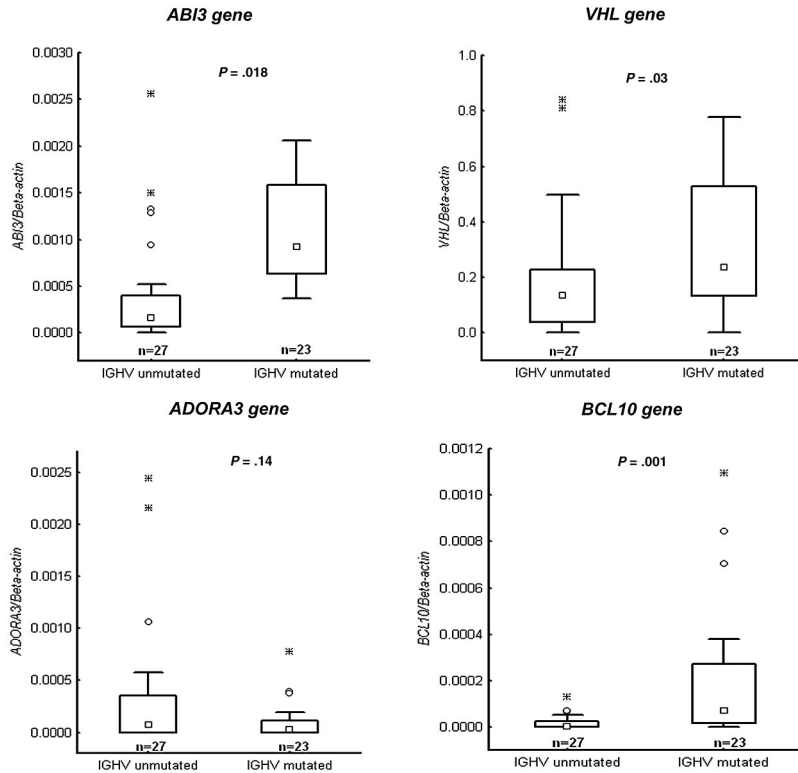 ABI3 gene
P = .018
ABI3/Beta-actin
0.0030
0.0025
0.0020
0.0015
0.0010
0.0005
0.0000
n=27
n=23
IGHV unmutated
IGHV mutated
VHL gene
P = .03
VHL/Beta-actin
1.0
0.8
0.6
0.4
0.2
0.0
n=27
n=23
IGHV unmutated
IGHV mutated
ADORA3 gene
P = .14
ADORA3/Beta-actin
0.0025
0.0020
0.0015
0.0010
0.0005
0.0000
n=27
n=23
IGHV unmutated
IGHV mutated
BCL10 gene
P = .001
BCL10/Beta-actin
0.0012
0.0010
0.0008
0.0006
0.0004
0.0002
0.0000
n=27
n=23
IGHV unmutated
IGHV mutated